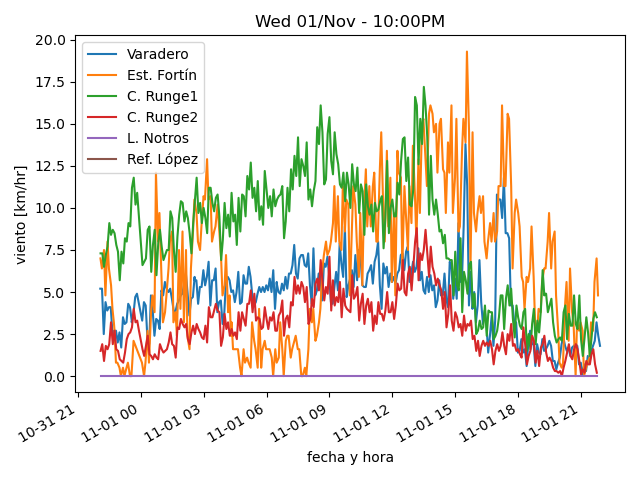 Wed 01/Nov - 10:00PM
viento [km/hr]
20.0
17.5
15.0
12.5
10.0
7.5
5.0
2.5
0.0
Varadero
Est. Fortín
C. Runge1
C. Runge2
L. Notros
Ref. López
10-31 21
11-01 00
11-01 03
11-01 06
11-01 09
11-01 12
11-01 15
11-01 18
11-01 21
fecha y hora